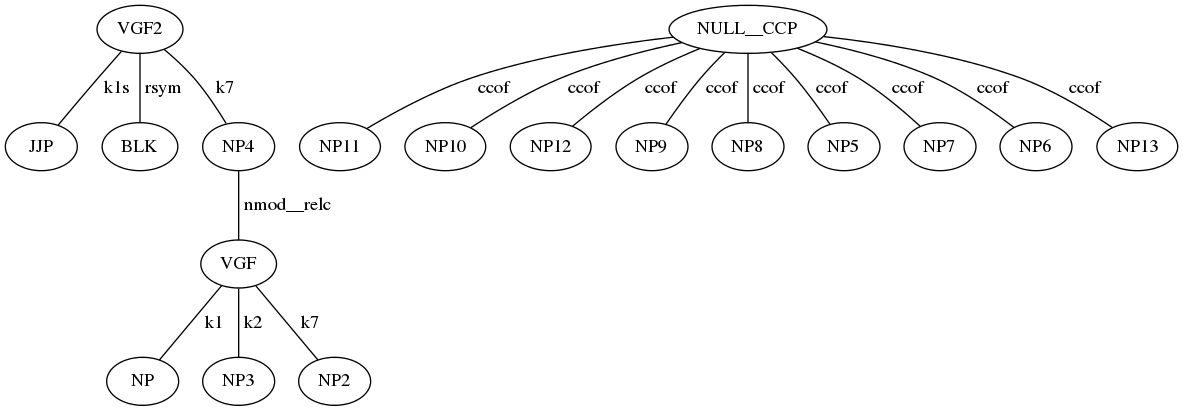 VGF2 NULL__CCP
k1s rsym k7 ccof ccof ccof ccof ccof ccof ccof ccof ccof
JJP BLK NP4 NP11 NP10 NP12 NP9 NP8 NP5 NP7 NP6 NP13
nmod__relc
VGF
k1 k2 k7
NP NP3 NP2